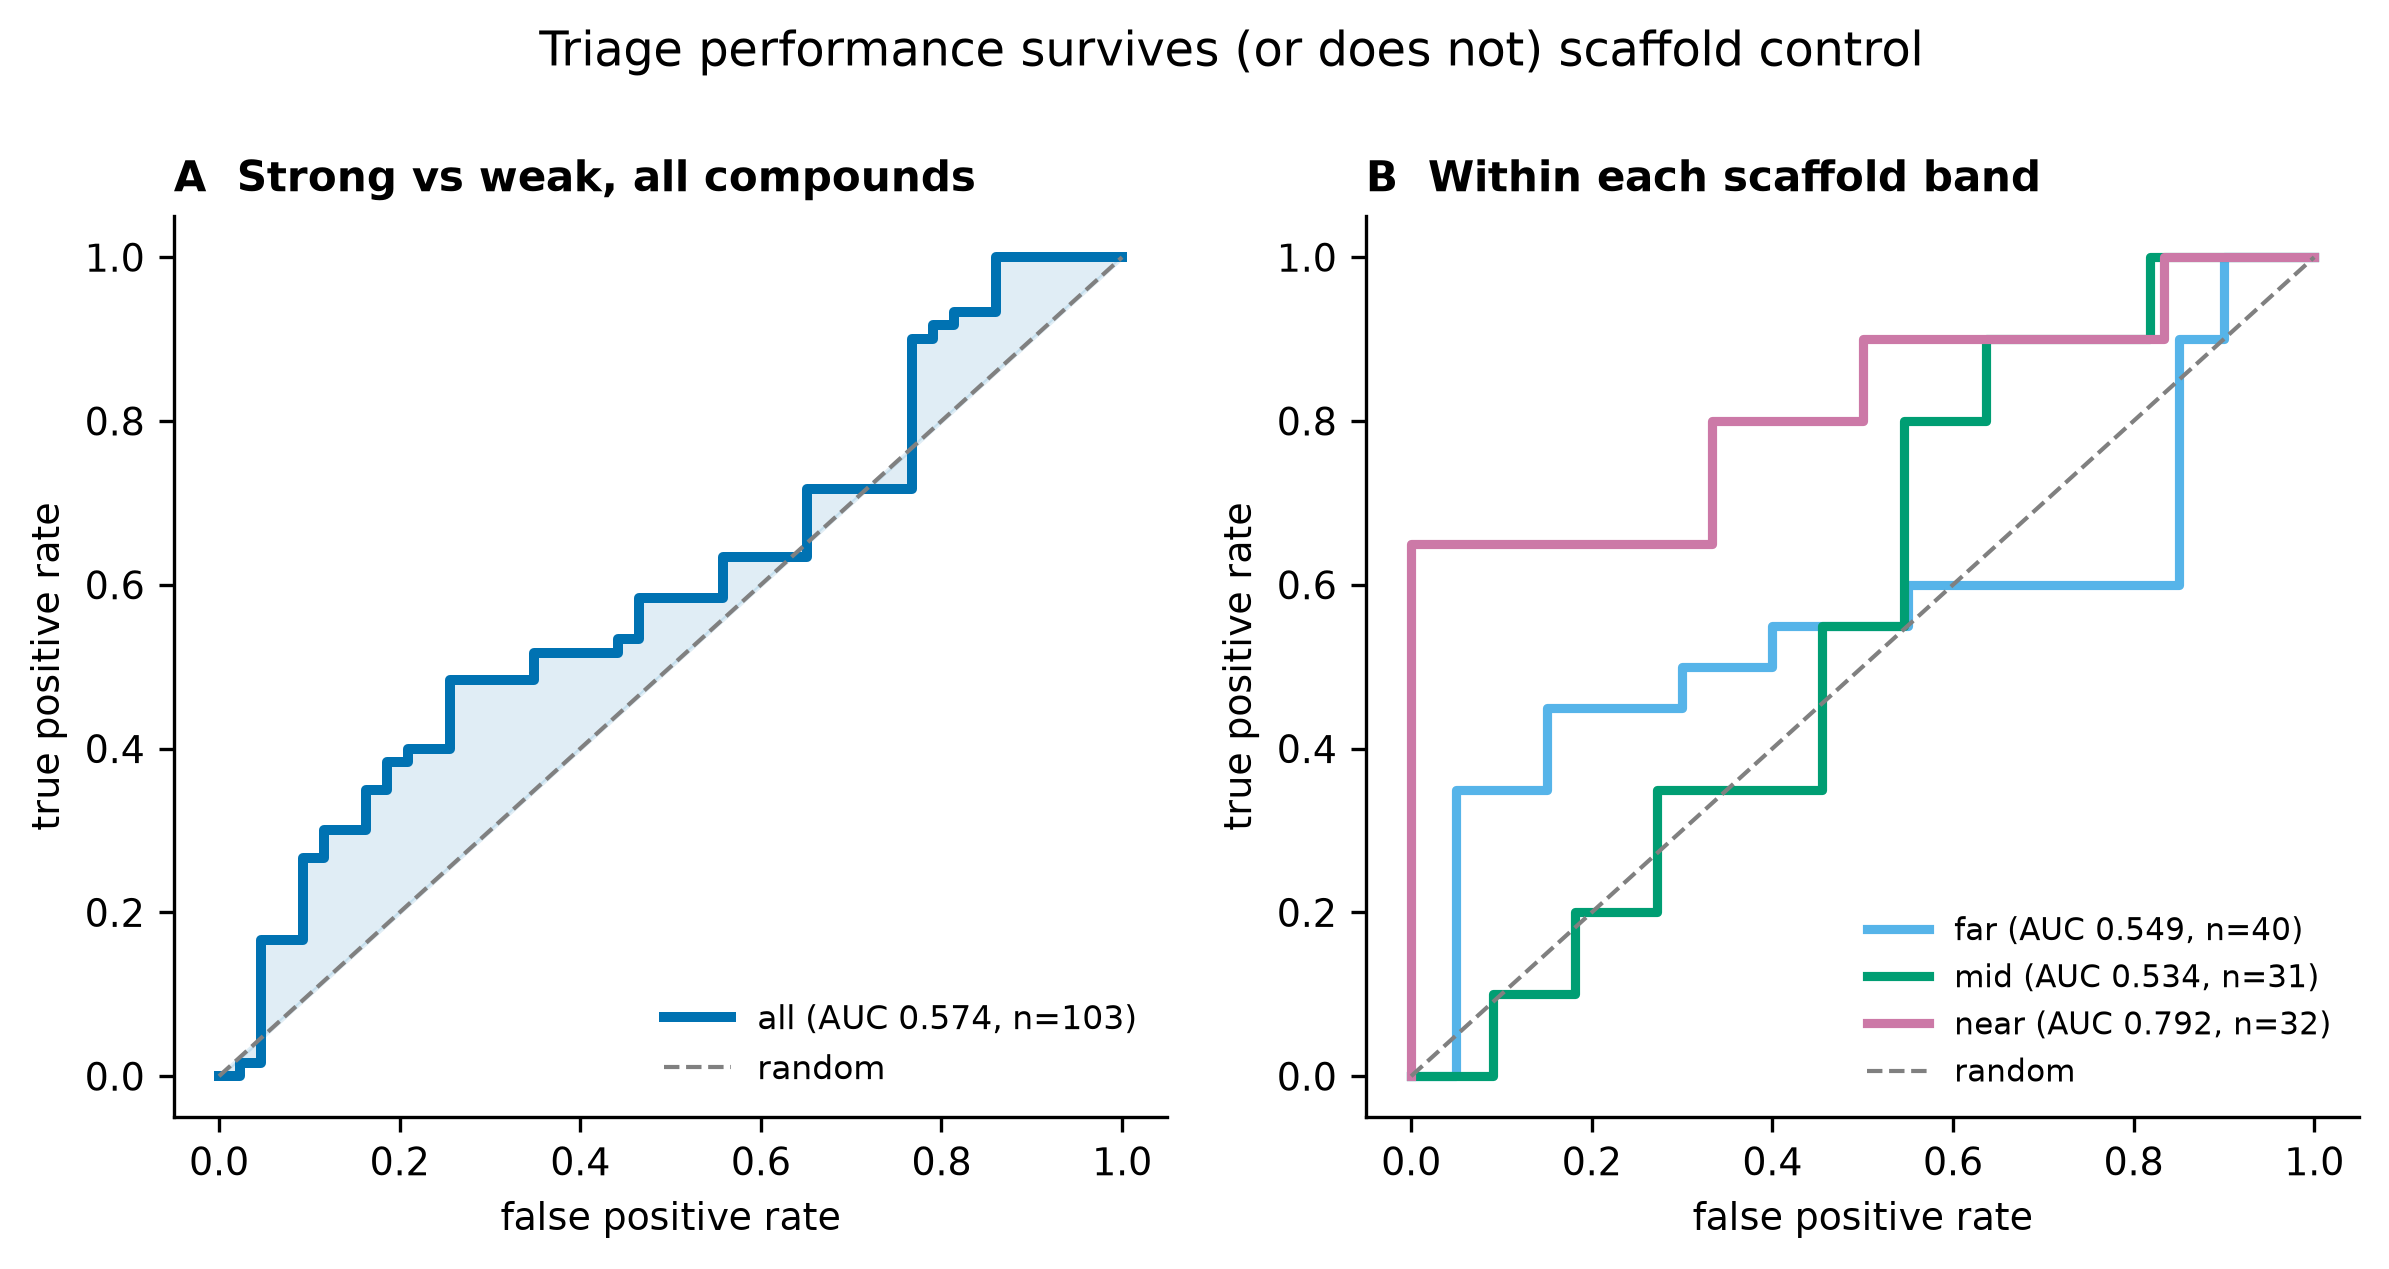 Triage performance survives (or does not) scaffold control
A Strong vs weak, all compounds
true positive rate
1.0
0.8
0.6
0.4
0.2
0.0
all (AUC 0.574, n=103)
random
0.0 0.2 0.4 0.6 0.8 1.0
false positive rate
B Within each scaffold band
true positive rate
1.0
0.8
0.6
0.4
0.2
0.0
far (AUC 0.549, n=40)
mid (AUC 0.534, n=31)
near (AUC 0.792, n=32)
random
0.0 0.2 0.4 0.6 0.8 1.0
false positive rate